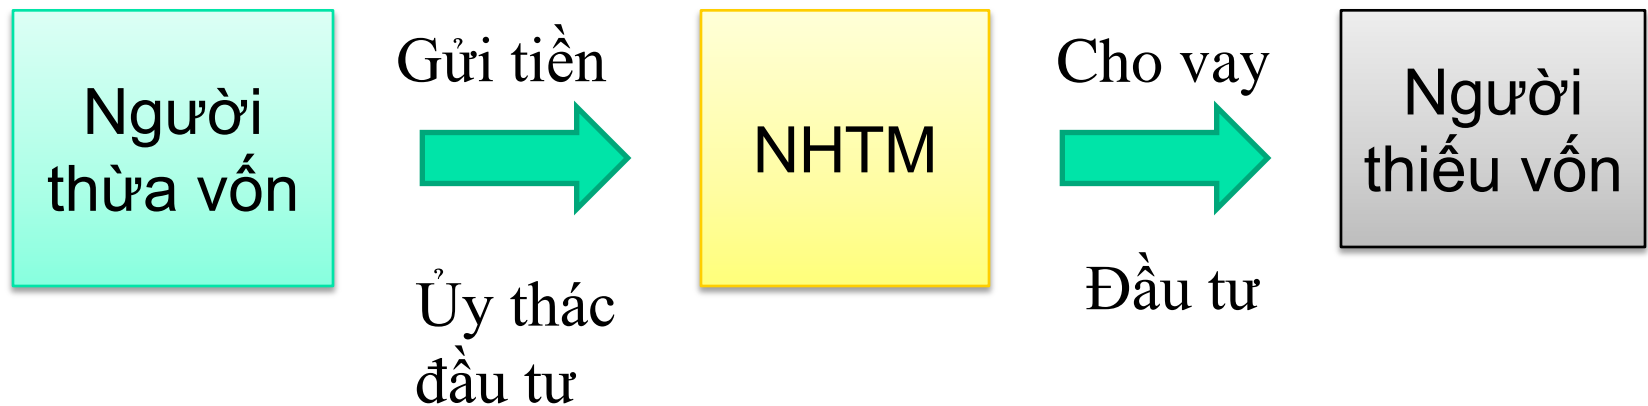 Người
thừa vốn
Gửi tiền
Ủy thác
đầu tư
NHTM
Cho vay
Đầu tư
Người
thiếu vốn